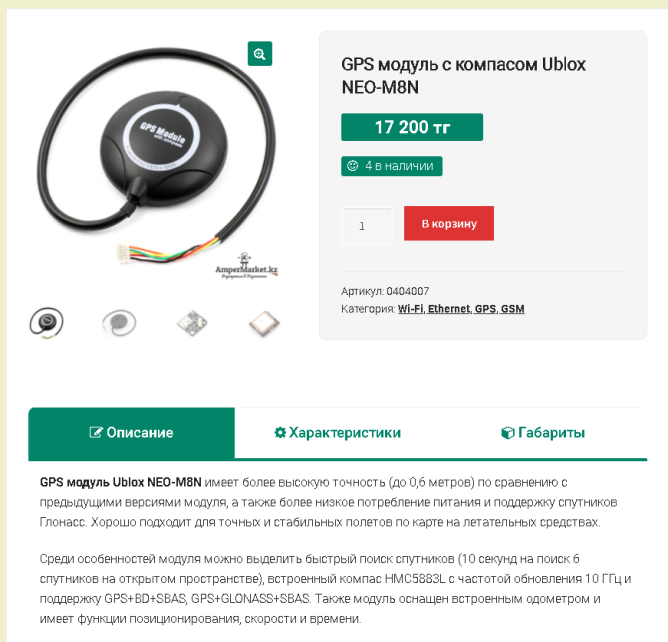 GPS модуль с компасом Ublox
NEO-M8N
17 200 тг
4 в наличии
1
В корзину
Артикул: 0404007
Категория: Wi-Fi, Ethernet, GPS, GSM
GPS Module
with compass
AmperMarket.kz
Описание
Характеристики
Габариты
GPS модуль Ublox NEO-M8N имеет более высокую точность (до 0,6 метров) по сравнению с
предыдущими версиями модуля, а также более низкое потребление питания и поддержку спутников
Глонасс. Хорошо подходит для точных и стабильных полетов по карте на летательных средствах.
Среди особенностей модуля можно выделить быстрый поиск спутников (10 секунд на поиск 6
спутников на открытом пространстве), встроенный компас HMC5883L с частотой обновления 10 ГГц и
поддержку GPS+BD+SBAS, GPS+GLONASS+SBAS. Также модуль оснащен встроенным одометром и
имеет функции позиционирования, скорости и времени.